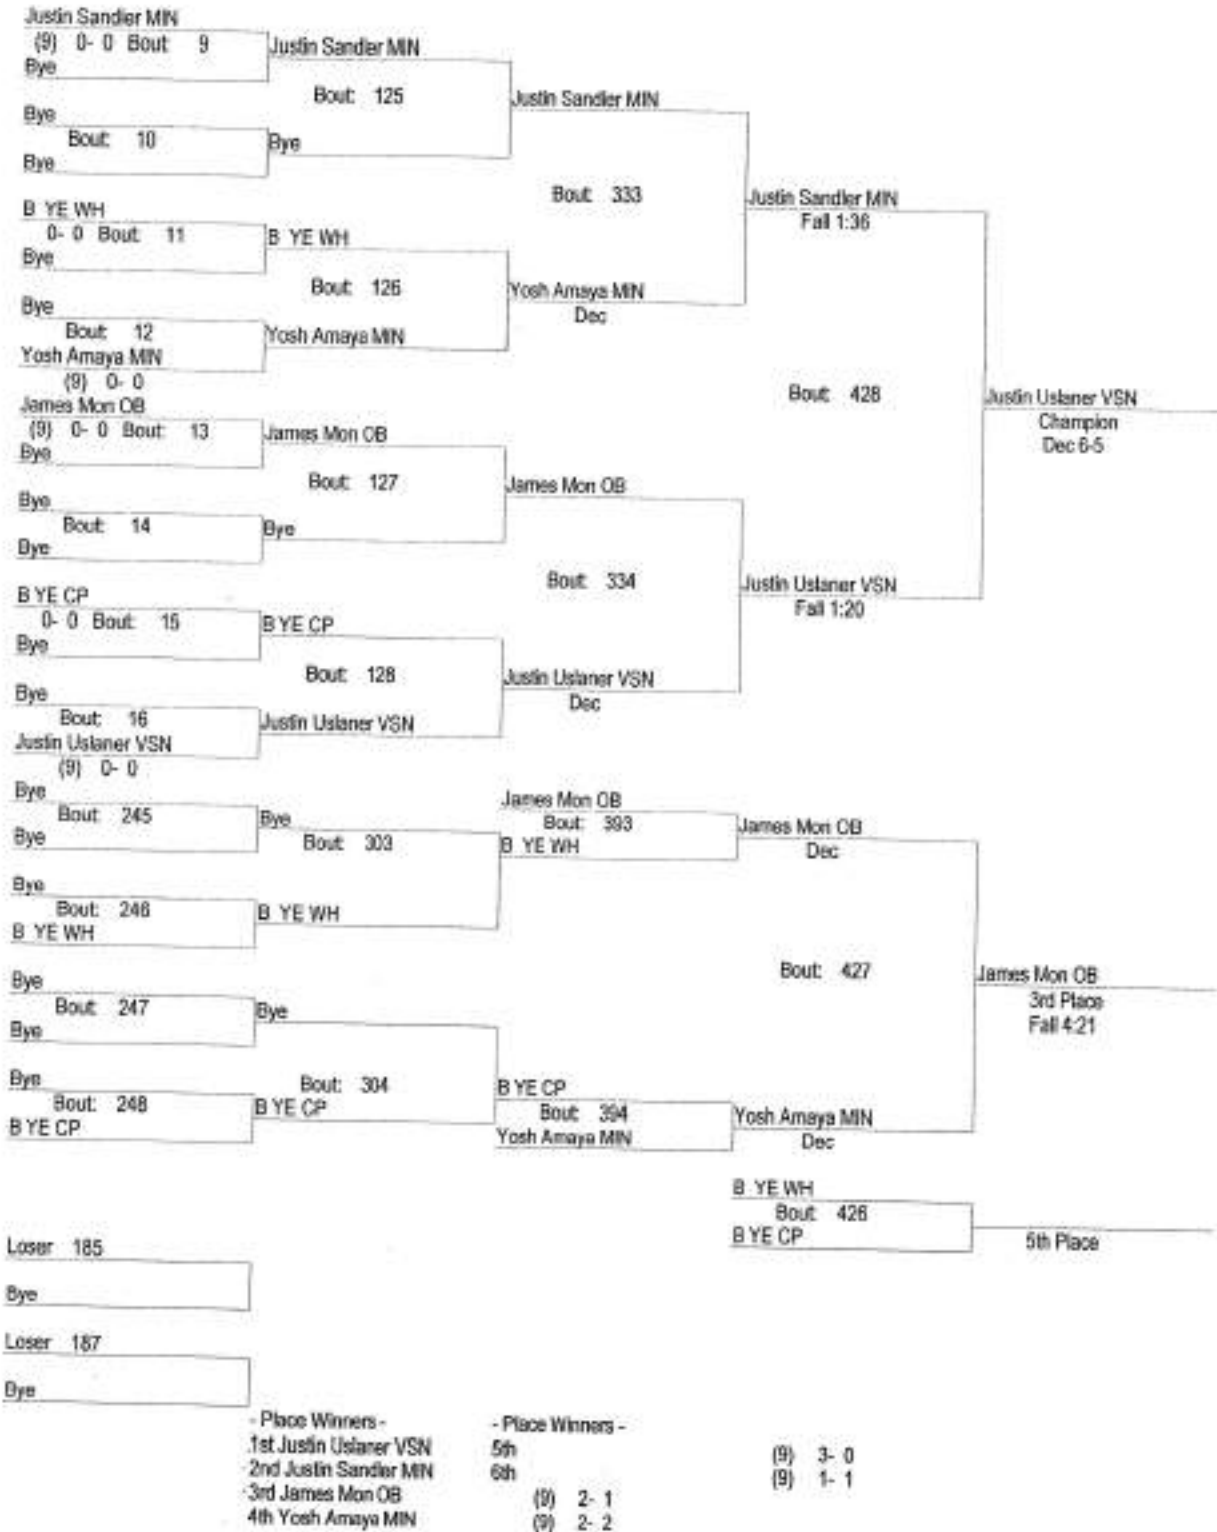 Justin Sandler MIN
(9) 0- 0 Bout: 9
Bye
Bye
Bout: 10
Bye
B YE WH
0- 0 Bout: 11
Bye
Bye
Bout: 12
Yosh Amaya MIN
(9) 0- 0
James Mon OB
(9) 0- 0 Bout: 13
Bye
Bye
Bout: 14
Bye
B YE CP
0- 0 Bout: 15
Bye
Bye
Bout: 16
Justin Uslaner VSN
(9) 0- 0
Justin Sandler MIN
Bout: 125
Bye
B YE WH
Bout: 126
Yosh Amaya MIN
James Mon OB
Bout: 127
Bye
B YE CP
Bout: 128
Justin Uslaner VSN
Justin Sandler MIN
Bout: 333
Yosh Amaya MIN
Dec
James Mon OB
Bout: 334
Justin Uslaner VSN
Dec
Justin Sandler MIN
Fall 1:36
Bout: 428
Justin Uslaner VSN
Fall 1:20
Justin Uslaner VSN
Champion
Dec 6-5
Bye
Bout: 245
Bye
Bye
Bout: 246
B YE WH
Bye
Bout: 247
Bye
Bye
Bout: 248
B YE CP
Bye
Bout: 303
B YE WH
Bye
Bout: 304
B YE CP
James Mon OB
Bout: 393
B YE WH
B YE CP
Bout: 394
Yosh Amaya MIN
James Mon OB
Dec
Bout: 427
Yosh Amaya MIN
Dec
James Mon OB
3rd Place
Fall 4:21
B YE WH
Bout: 426
B YE CP
5th Place
Loser 185
Bye
Loser 187
Bye
- Place Winners -
1st Justin Uslaner VSN
2nd Justin Sandler MIN
3rd James Mon OB
4th Yosh Amaya MIN
- Place Winners -
5th
6th
(9) 2- 1
(9) 2- 2
(9) 3- 0
(9) 1- 1